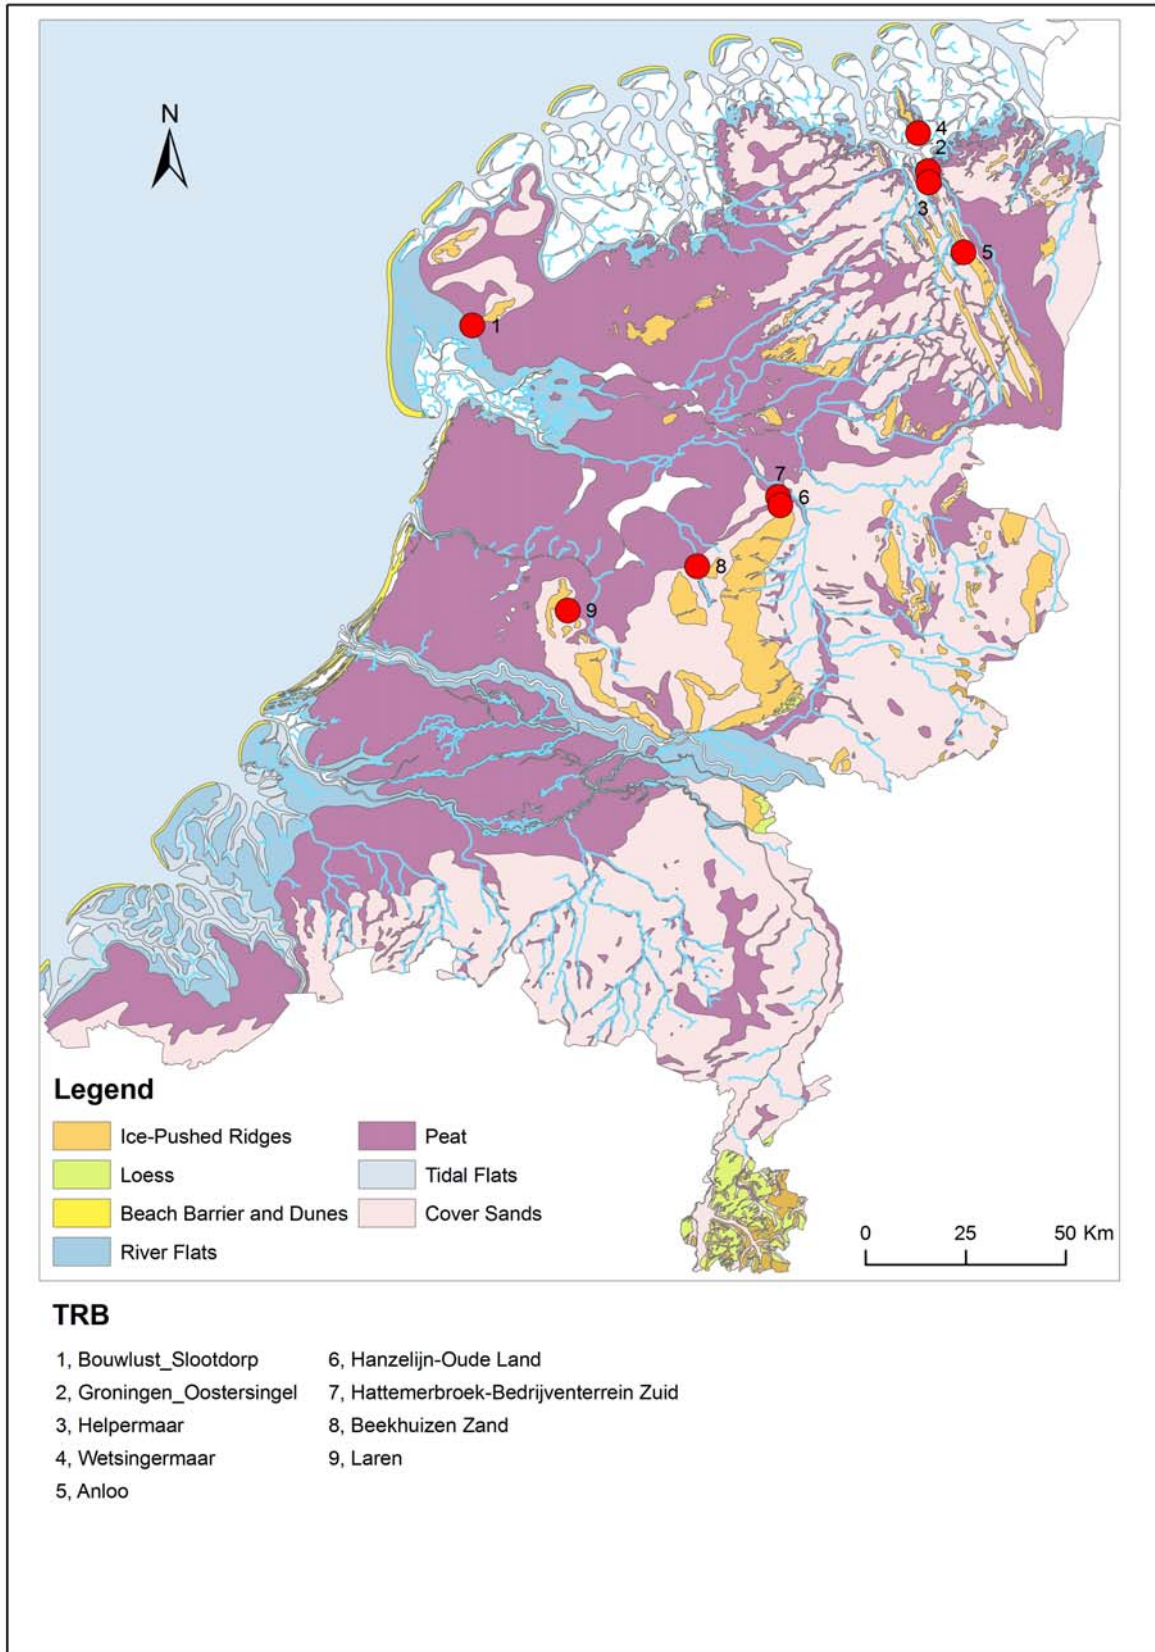 N
4
2
3
5
1
7
6
8
9
Legend
Ice-Pushed Ridges
Peat
Loess
Tidal Flats
Beach Barrier and Dunes
Cover Sands
River Flats
0 25 50 Km
TRB
1, Bouwlust_Slootdorp
2, Groningen_Oostersingel
3, Helpermaar
4, Wetsingermaar
5, Anloo
6, Hanzelijn-Oude Land
7, Hattemerbroek-Bedrijventerrein Zuid
8, Beekhuizen Zand
9, Laren